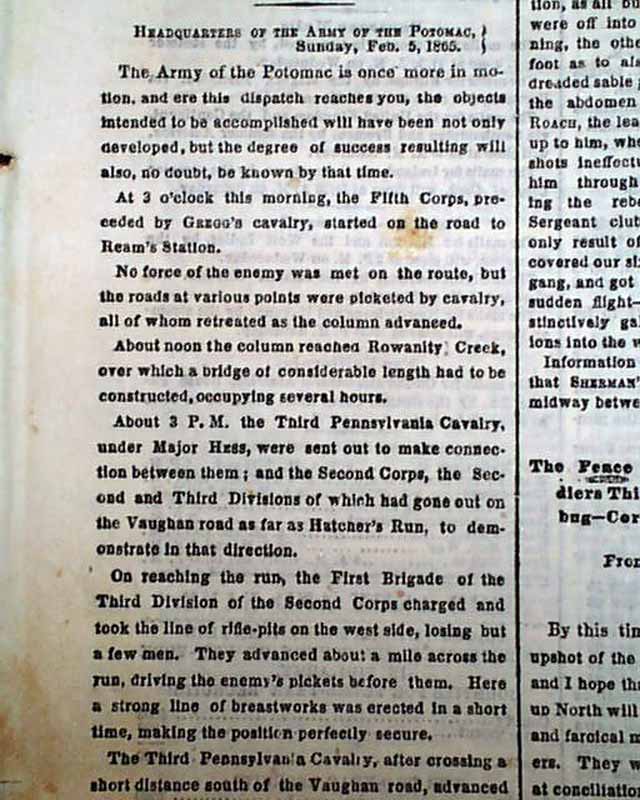 HEADQUARTERS OF THE ARMY OF THE POTOMAC,
Sunday, Feb. 5, 1865.
The Army of the Potomac is once more in mo-
tion, and ere this dispatch reaches you, the objects
intended to be accomplished will have been not only
developed, but the degree of success resulting will
also, no doubt, be known by that time.
At 3 o'clock this morning, the Fifth Corps, pre-
ceded by GREGG'S cavalry, started on the road to
Ream's Station.
No force of the enemy was met on the route, but
the roads at various points were picketed by cavalry,
all of whom retreated as the column advanced.
About noon the column reached Rowanity Creek,
over which a bridge of considerable length had to be
constructed, occupying several hours.
About 3 P. M. the Third Pennsylvania Cavalry,
under Major HESS, were sent out to make connec-
tion between them; and the Second Corps, the Sec-
ond and Third Divisions of which had gone out on
the Vaughan road as far as Hatcher's Run, to dem-
onstrate in that direction.
On reaching the run, the First Brigade of the
Third Division of the Second Corps charged and
took the line of rifle-pits on the west side, losing but
a few men. They advanced about a mile across the
run, driving the enemy's pickets before them. Here
a strong line of breastworks was erected in a short
time, making the position perfectly secure.
The Third Pennsylvania Cavalry, after crossing a
short distance south of the Vaughan road, advanced
tion, as all
were off into
ning, the
foot as to
dreaded sable
the abdomen
ROACH, the
up to him,
shots
him through
ing the
Sergeant
only result of
covered our
gang, and got
sudden flight—
stinctively
ions into the
Information
that SHERMAN'
midway
The Peace
diers
bug—
By this
upshot of the
and I hope
up North will
and farcical
ers. They
at